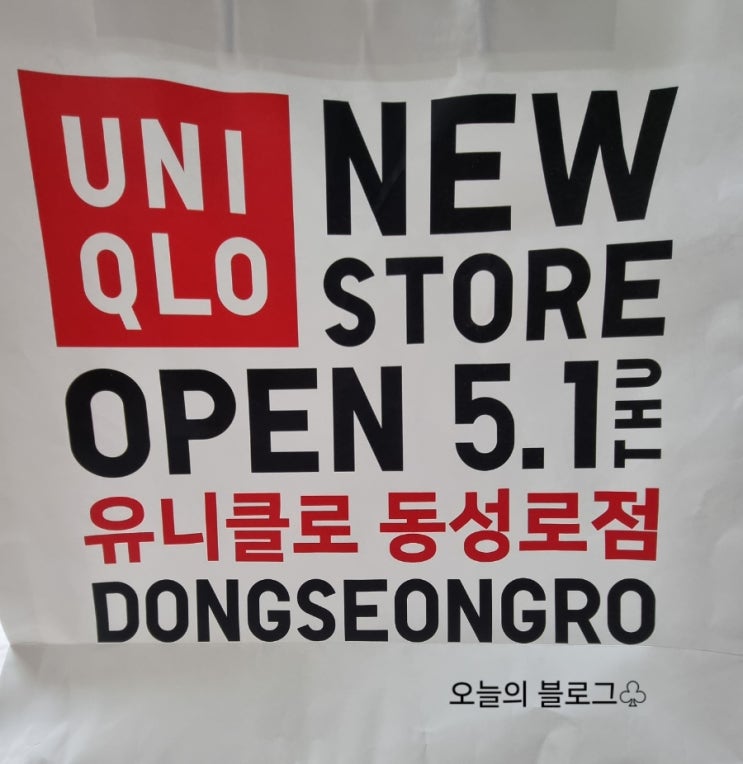 UNI
QLO
NEW
STORE
OPEN 5.1 THU
유니클로 동성로점
DONGSEONGRO
오늘의 블로그♧